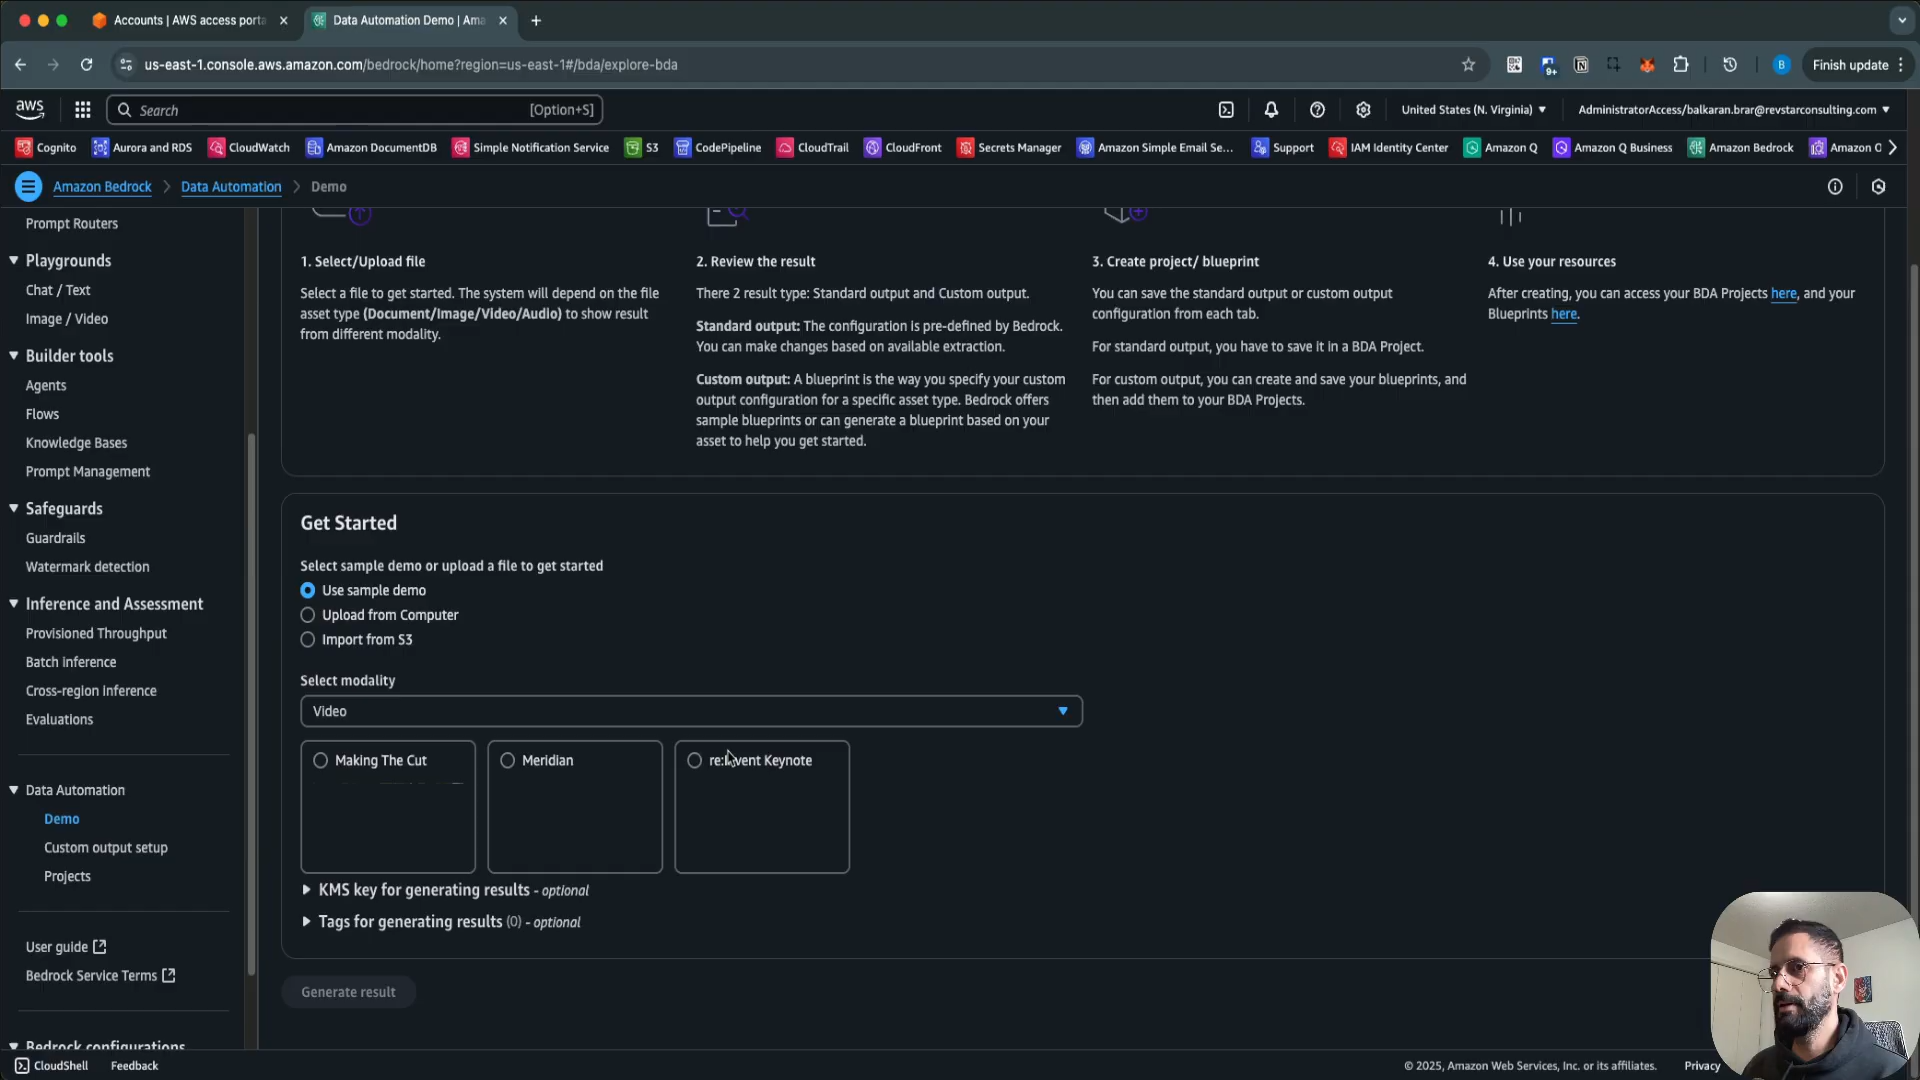 Accounts | AWS access porta
Data Automation Demo | Ama
us-east-1.console.aws.amazon.com/bedrock/home?region=us-east-1#/bda/explore-bda
9+
B
Finish update
aws
Search
[Option+S]
United States (N. Virginia)
AdministratorAccess/balkaran.brar@revstarconsulting.com
Cognito
Aurora and RDS
CloudWatch
Amazon DocumentDB
Simple Notification Service
S3
CodePipeline
CloudTrail
CloudFront
Secrets Manager
Amazon Simple Email Se...
Support
IAM Identity Center
Amazon Q
Amazon Q Business
Amazon Bedrock
Amazon O
Amazon Bedrock
Data Automation
Demo
Prompt Routers
Playgrounds
Chat / Text
Image / Video
Builder tools
Agents
Flows
Knowledge Bases
Prompt Management
Safeguards
Guardrails
Watermark detection
Inference and Assessment
Provisioned Throughput
Batch inference
Cross-region inference
Evaluations
Data Automation
Demo
Custom output setup
Projects
User guide
Bedrock Service Terms
Bedrock configurations
1. Select/Upload file
Select a file to get started. The system will depend on the file
asset type (Document/Image/Video/Audio) to show result
from different modality.
2. Review the result
There 2 result type: Standard output and Custom output.
Standard output: The configuration is pre-defined by Bedrock.
You can make changes based on available extraction.
Custom output: A blueprint is the way you specify your custom
output configuration for a specific asset type. Bedrock offers
sample blueprints or can generate a blueprint based on your
asset to help you get started.
3. Create project/ blueprint
You can save the standard output or custom output
configuration from each tab.
For standard output, you have to save it in a BDA Project.
For custom output, you can create and save your blueprints, and
then add them to your BDA Projects.
4. Use your resources
After creating, you can access your BDA Projects here, and your
Blueprints here.
Get Started
Select sample demo or upload a file to get started
Use sample demo
Upload from Computer
Import from S3
Select modality
Video
Making The Cut
Meridian
re:Invent Keynote
KMS key for generating results - optional
Tags for generating results (0) - optional
Generate result
CloudShell
Feedback
© 2025, Amazon Web Services, Inc. or its affiliates.
Privacy